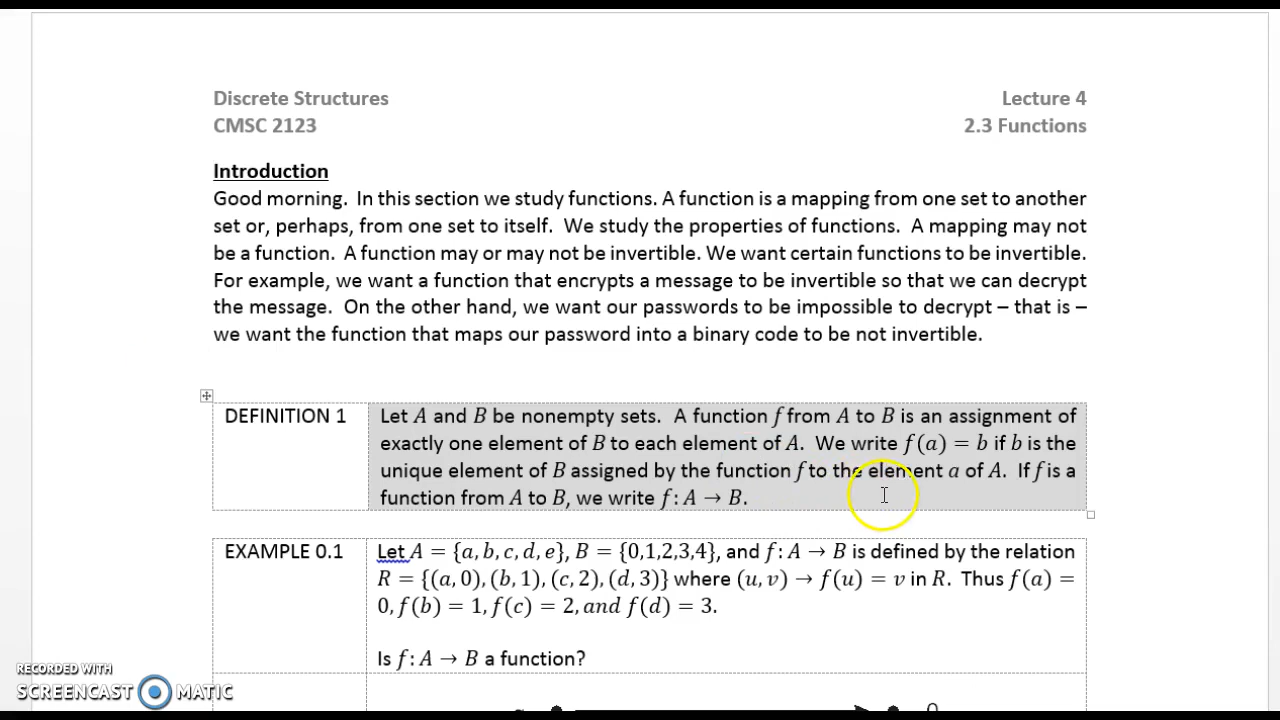 Discrete Structures Lecture 4
CMSC 2123 2.3 Functions
Introduction
Good morning. In this section we study functions. A function is a mapping from one set to another
set or, perhaps, from one set to itself. We study the properties of functions. A mapping may not
be a function. A function may or may not be invertible. We want certain functions to be invertible.
For example, we want a function that encrypts a message to be invertible so that we can decrypt
the message. On the other hand, we want our passwords to be impossible to decrypt – that is –
we want the function that maps our password into a binary code to be not invertible.
DEFINITION 1 Let A and B be nonempty sets. A function f from A to B is an assignment of
exactly one element of B to each element of A. We write f(a) = b if b is the
unique element of B assigned by the function f to the element a of A. If f is a
function from A to B, we write f: A → B.
EXAMPLE 0.1 Let A = {a, b, c, d, e}, B = {0,1,2,3,4}, and f: A → B is defined by the relation
R = {(a, 0), (b, 1), (c, 2), (d, 3)} where (u, v) → f(u) = v in R. Thus f(a) =
0, f(b) = 1, f(c) = 2, and f(d) = 3.
Is f: A → B a function?
RECORDED WITH
SCREENCAST MATIC